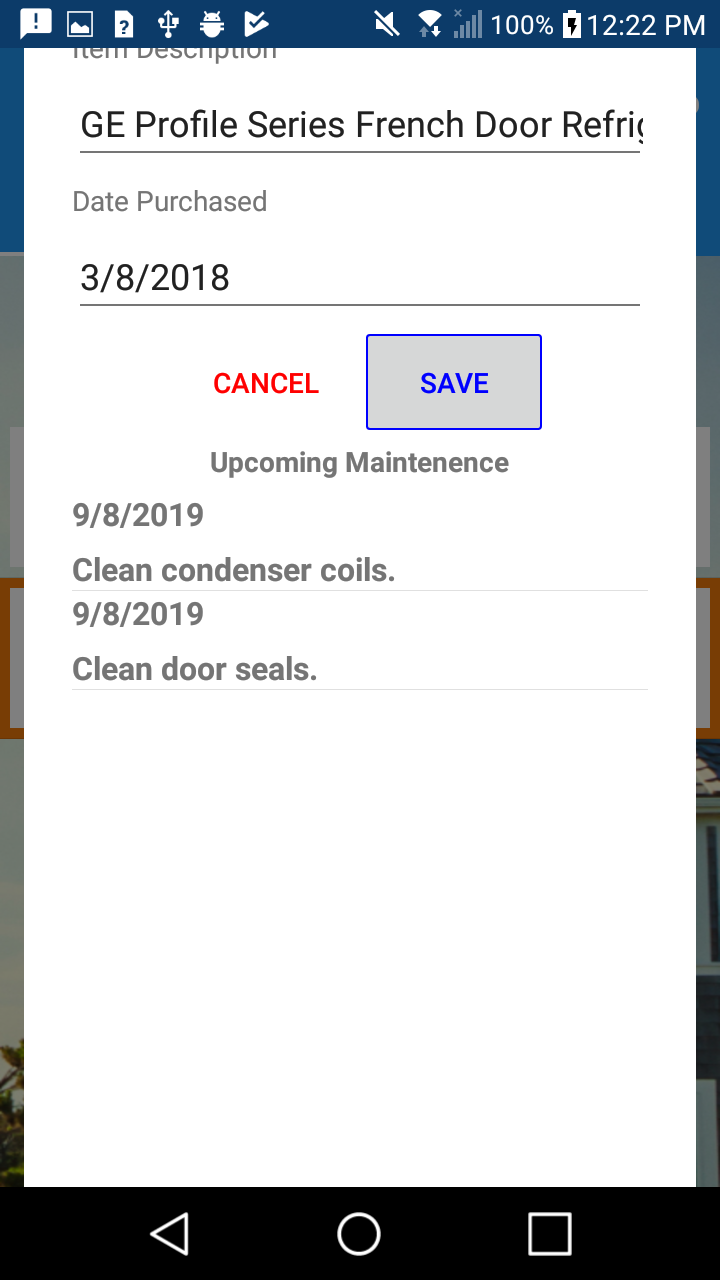 100% 12:22 PM
Item Description
GE Profile Series French Door Refrig
Date Purchased
3/8/2018
CANCEL SAVE
Upcoming Maintenence
9/8/2019
Clean condenser coils.
9/8/2019
Clean door seals.